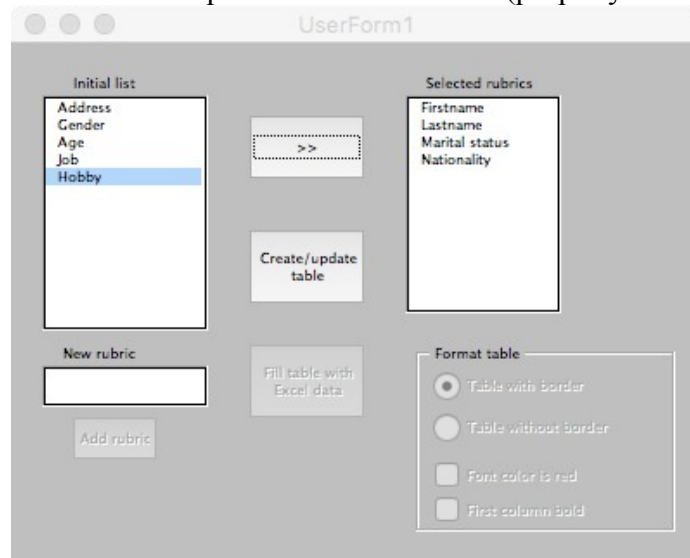 UserForm1
Initial list
Address
Gender
Age
Job
Hobby
>>
Create/update
table
Selected rubrics
Firstname
Lastname
Marital status
Nationality
New rubric
Add rubric
Fill table with
Excel data
Format table
Table with border
Table without border
Font color is red
First column bold